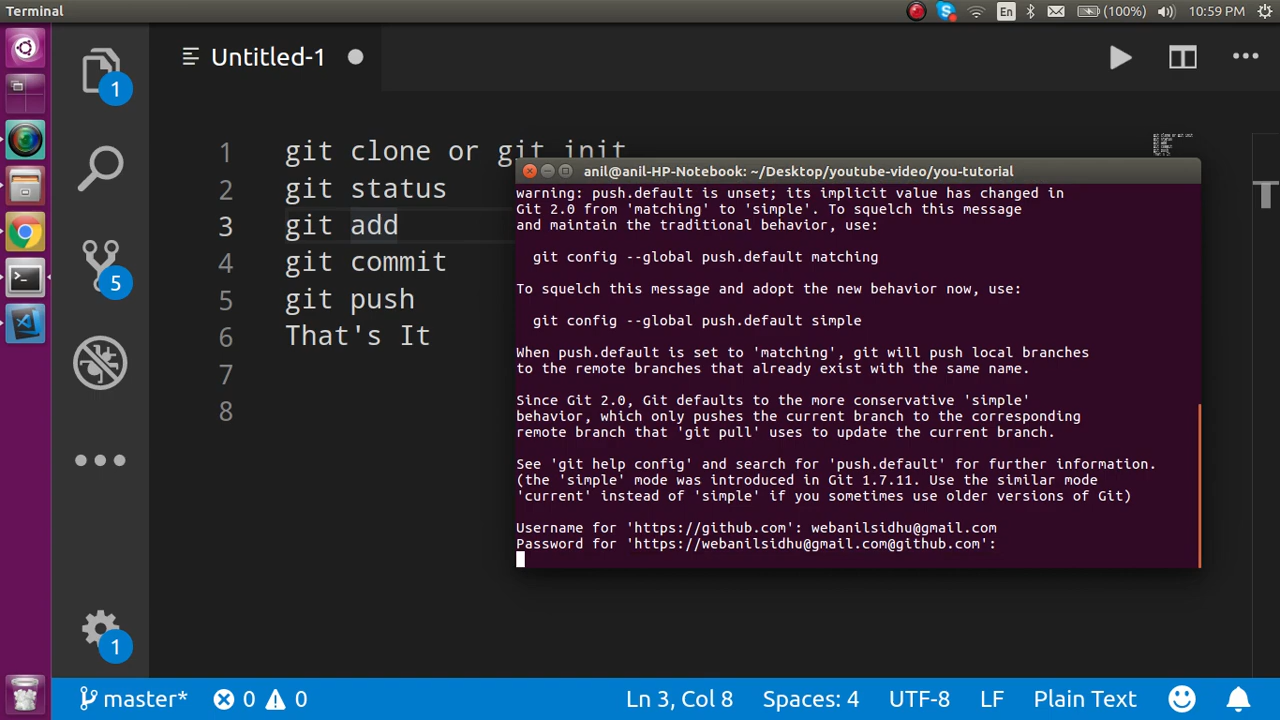 Terminal
En
(100%)
10:59 PM
1
Untitled-1
1 git clone or git init
2 git status
3 git add
4 git commit
5 git push
6 That's It
7
8
5
1
anil@anil-HP-Notebook: ~/Desktop/youtube-video/you-tutorial
warning: push.default is unset; its implicit value has changed in
Git 2.0 from 'matching' to 'simple'. To squelch this message
and maintain the traditional behavior, use:
git config --global push.default matching
To squelch this message and adopt the new behavior now, use:
git config --global push.default simple
When push.default is set to 'matching', git will push local branches
to the remote branches that already exist with the same name.
Since Git 2.0, Git defaults to the more conservative 'simple'
behavior, which only pushes the current branch to the corresponding
remote branch that 'git pull' uses to update the current branch.
See 'git help config' and search for 'push.default' for further information.
(the 'simple' mode was introduced in Git 1.7.11. Use the similar mode
'current' instead of 'simple' if you sometimes use older versions of Git)
Username for 'https://github.com': webanilsidhu@gmail.com
Password for 'https://webanilsidhu@gmail.com@github.com':
master* 0 0 Ln 3, Col 8 Spaces: 4 UTF-8 LF Plain Text